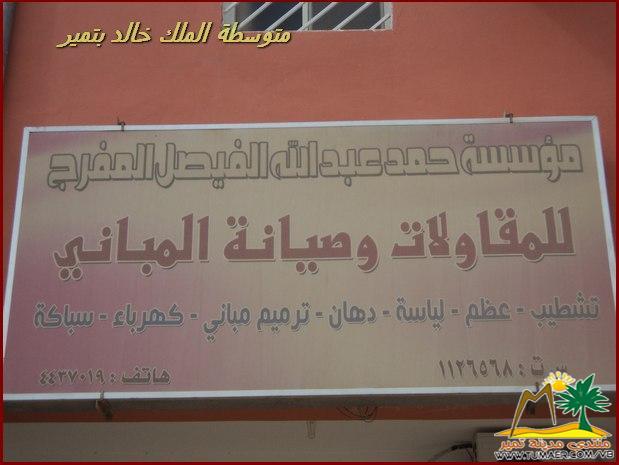 متوسطة الملك خالد بتمير
مؤسسة حمد عبدالله الفيصل المفرج
للمقاولات وصيانة المباني
تشطيب - عظم - لياسة - دهان - ترميم مباني - كهرباء - سباكة
س ت : ١١٢٦٥٦٨
هاتف : ٤٤٣٧٠١٩
منتدى مدينة تمير
WWW.TUMAER.COM/VB